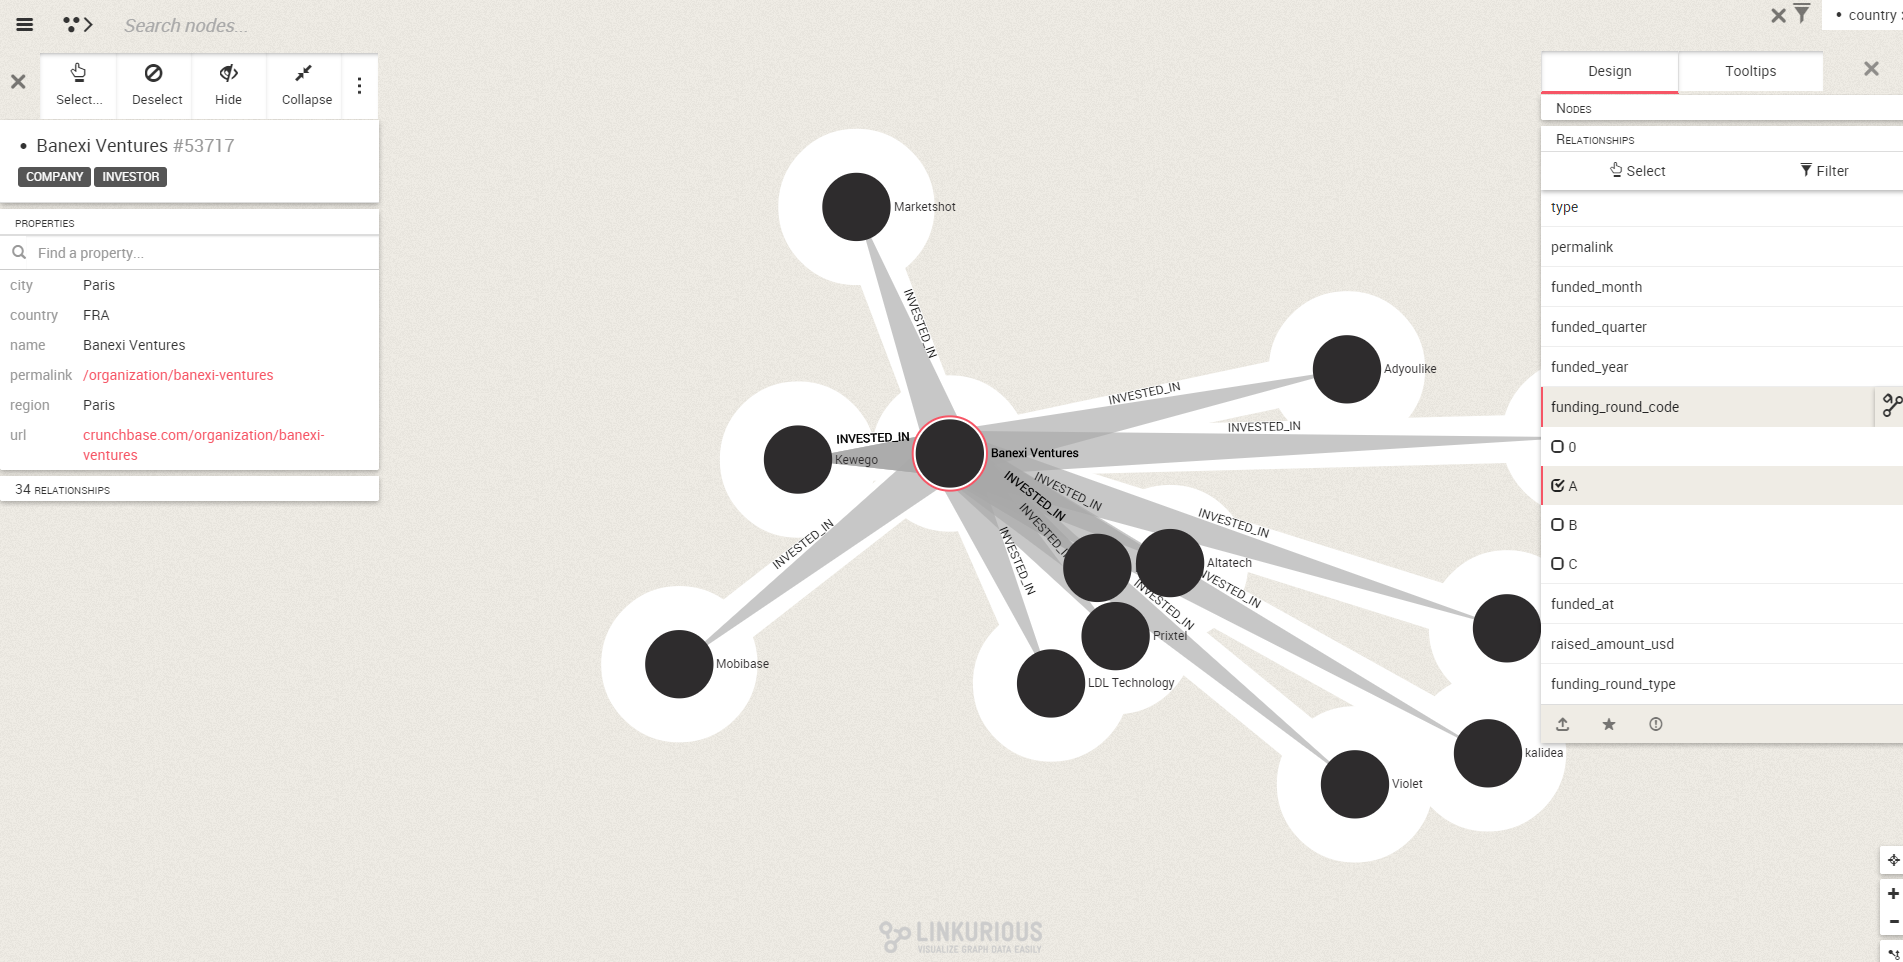 Search nodes...
• country
Select...
Deselect
Hide
Collapse
• Banexi Ventures #53717
COMPANY
INVESTOR
PROPERTIES
Find a property...
city Paris
country FRA
name Banexi Ventures
permalink /organization/banexi-ventures
region Paris
url crunchbase.com/organization/banexi-
ventures
34 RELATIONSHIPS
Marketshot
INVESTED_IN
Adyoulike
INVESTED_IN
INVESTED_IN
INVESTED_IN
Kewego
Banexi Ventures
INVESTED_IN
INVESTED_IN
INVESTED_IN
INVESTED_IN
INVESTED_IN
INVESTED_IN
Altatech
INVESTED_IN
INVESTED_IN
Prixtel
Mobibase
LDL Technology
kalidea
Violet
LINKURIOUS
VISUALIZE GRAPH DATA EASILY
Design
Tooltips
NODES
RELATIONSHIPS
Select
Filter
type
permalink
funded_month
funded_quarter
funded_year
funding_round_code
0
A
B
C
funded_at
raised_amount_usd
funding_round_type